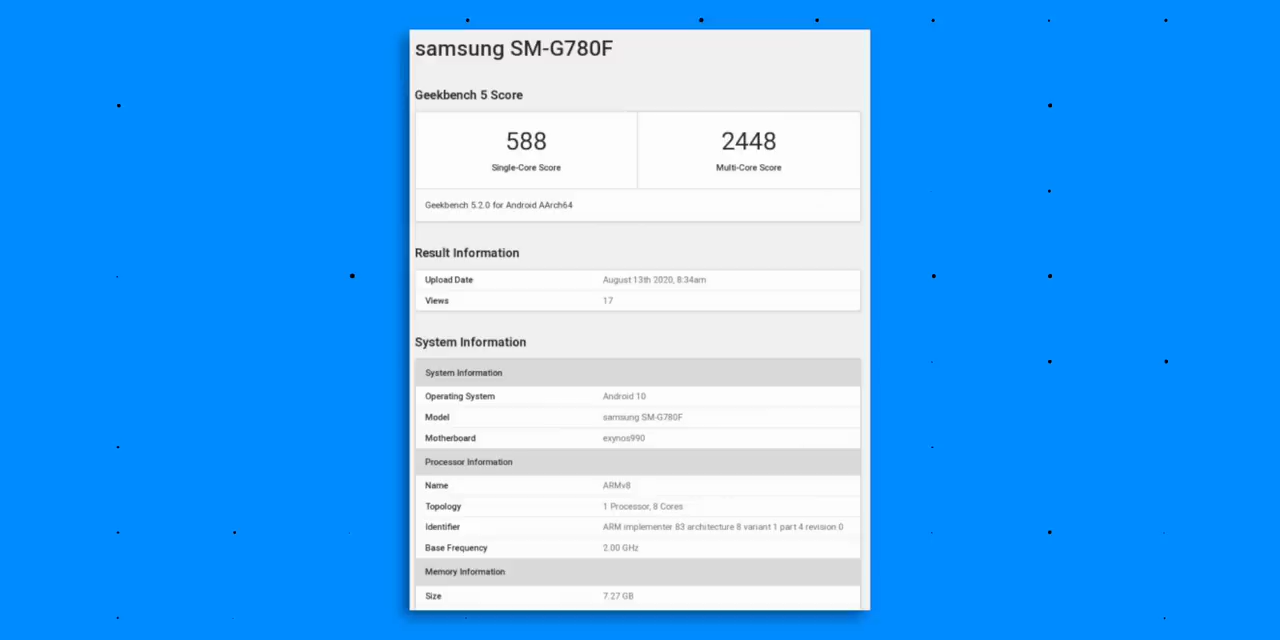 samsung SM-G780F
Geekbench 5 Score
588 2448
Single-Core Score Multi-Core Score
Geekbench 5.2.0 for Android AArch64
Result Information
Upload Date August 13th 2020, 8:34am
Views 17
System Information
System Information
Operating System Android 10
Model samsung SM-G780F
Motherboard exynos990
Processor Information
Name ARMv8
Topology 1 Processor, 8 Cores
Identifier ARM implementer 83 architecture 8 variant 1 part 4 revision 0
Base Frequency 2.00 GHz
Memory Information
Size 7.27 GB